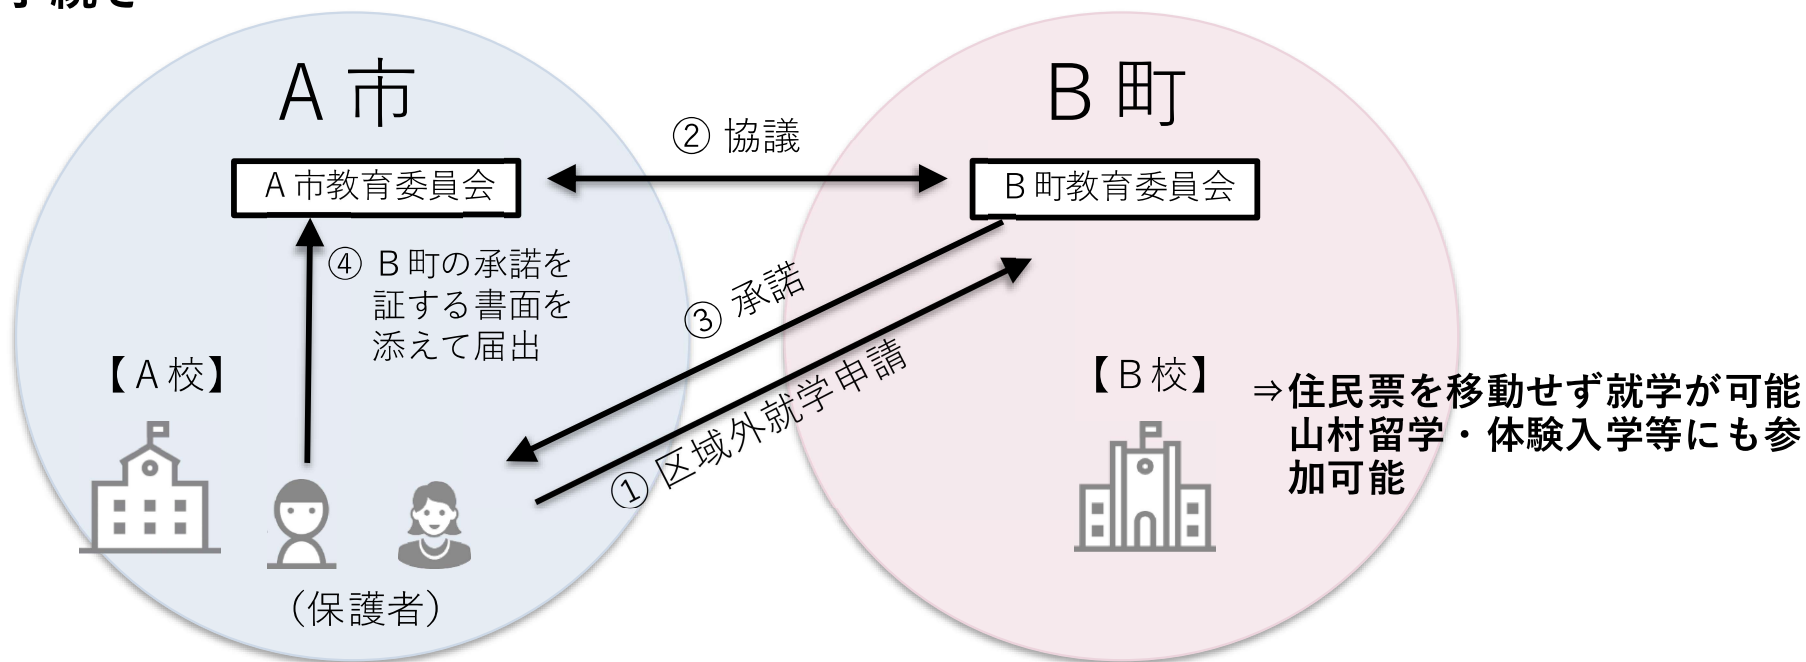 手続き
A市
B町
② 協議
A市教育委員会
B町教育委員会
④ B町の承諾を
証する書面を
添えて届出
③ 承諾
① 区域外就学申請
【A校】
【B校】
⇒住民票を移動せず就学が可能
山村留学・体験入学等にも参
加可能
（保護者）